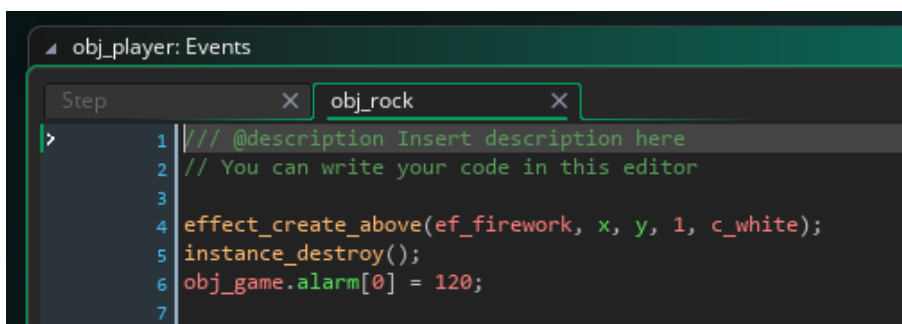 obj_player: Events
Step obj_rock
1 /// @description Insert description here
2 // You can write your code in this editor
3
4 effect_create_above(ef_firework, x, y, 1, c_white);
5 instance_destroy();
6 obj_game.alarm[0] = 120;
7